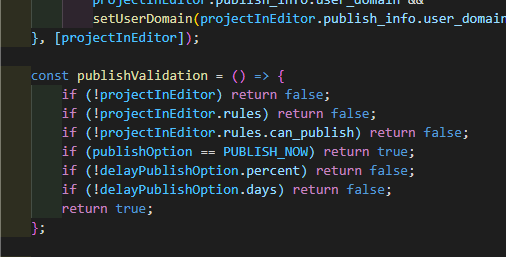 projectInEditor.publish_info.user_domain &&
setUserDomain(projectInEditor.publish_info.user_domain
}, [projectInEditor]);
const publishValidation = () => {
if (!projectInEditor) return false;
if (!projectInEditor.rules) return false;
if (!projectInEditor.rules.can_publish) return false;
if (publishOption == PUBLISH_NOW) return true;
if (!delayPublishOption.percent) return false;
if (!delayPublishOption.days) return false;
return true;
};